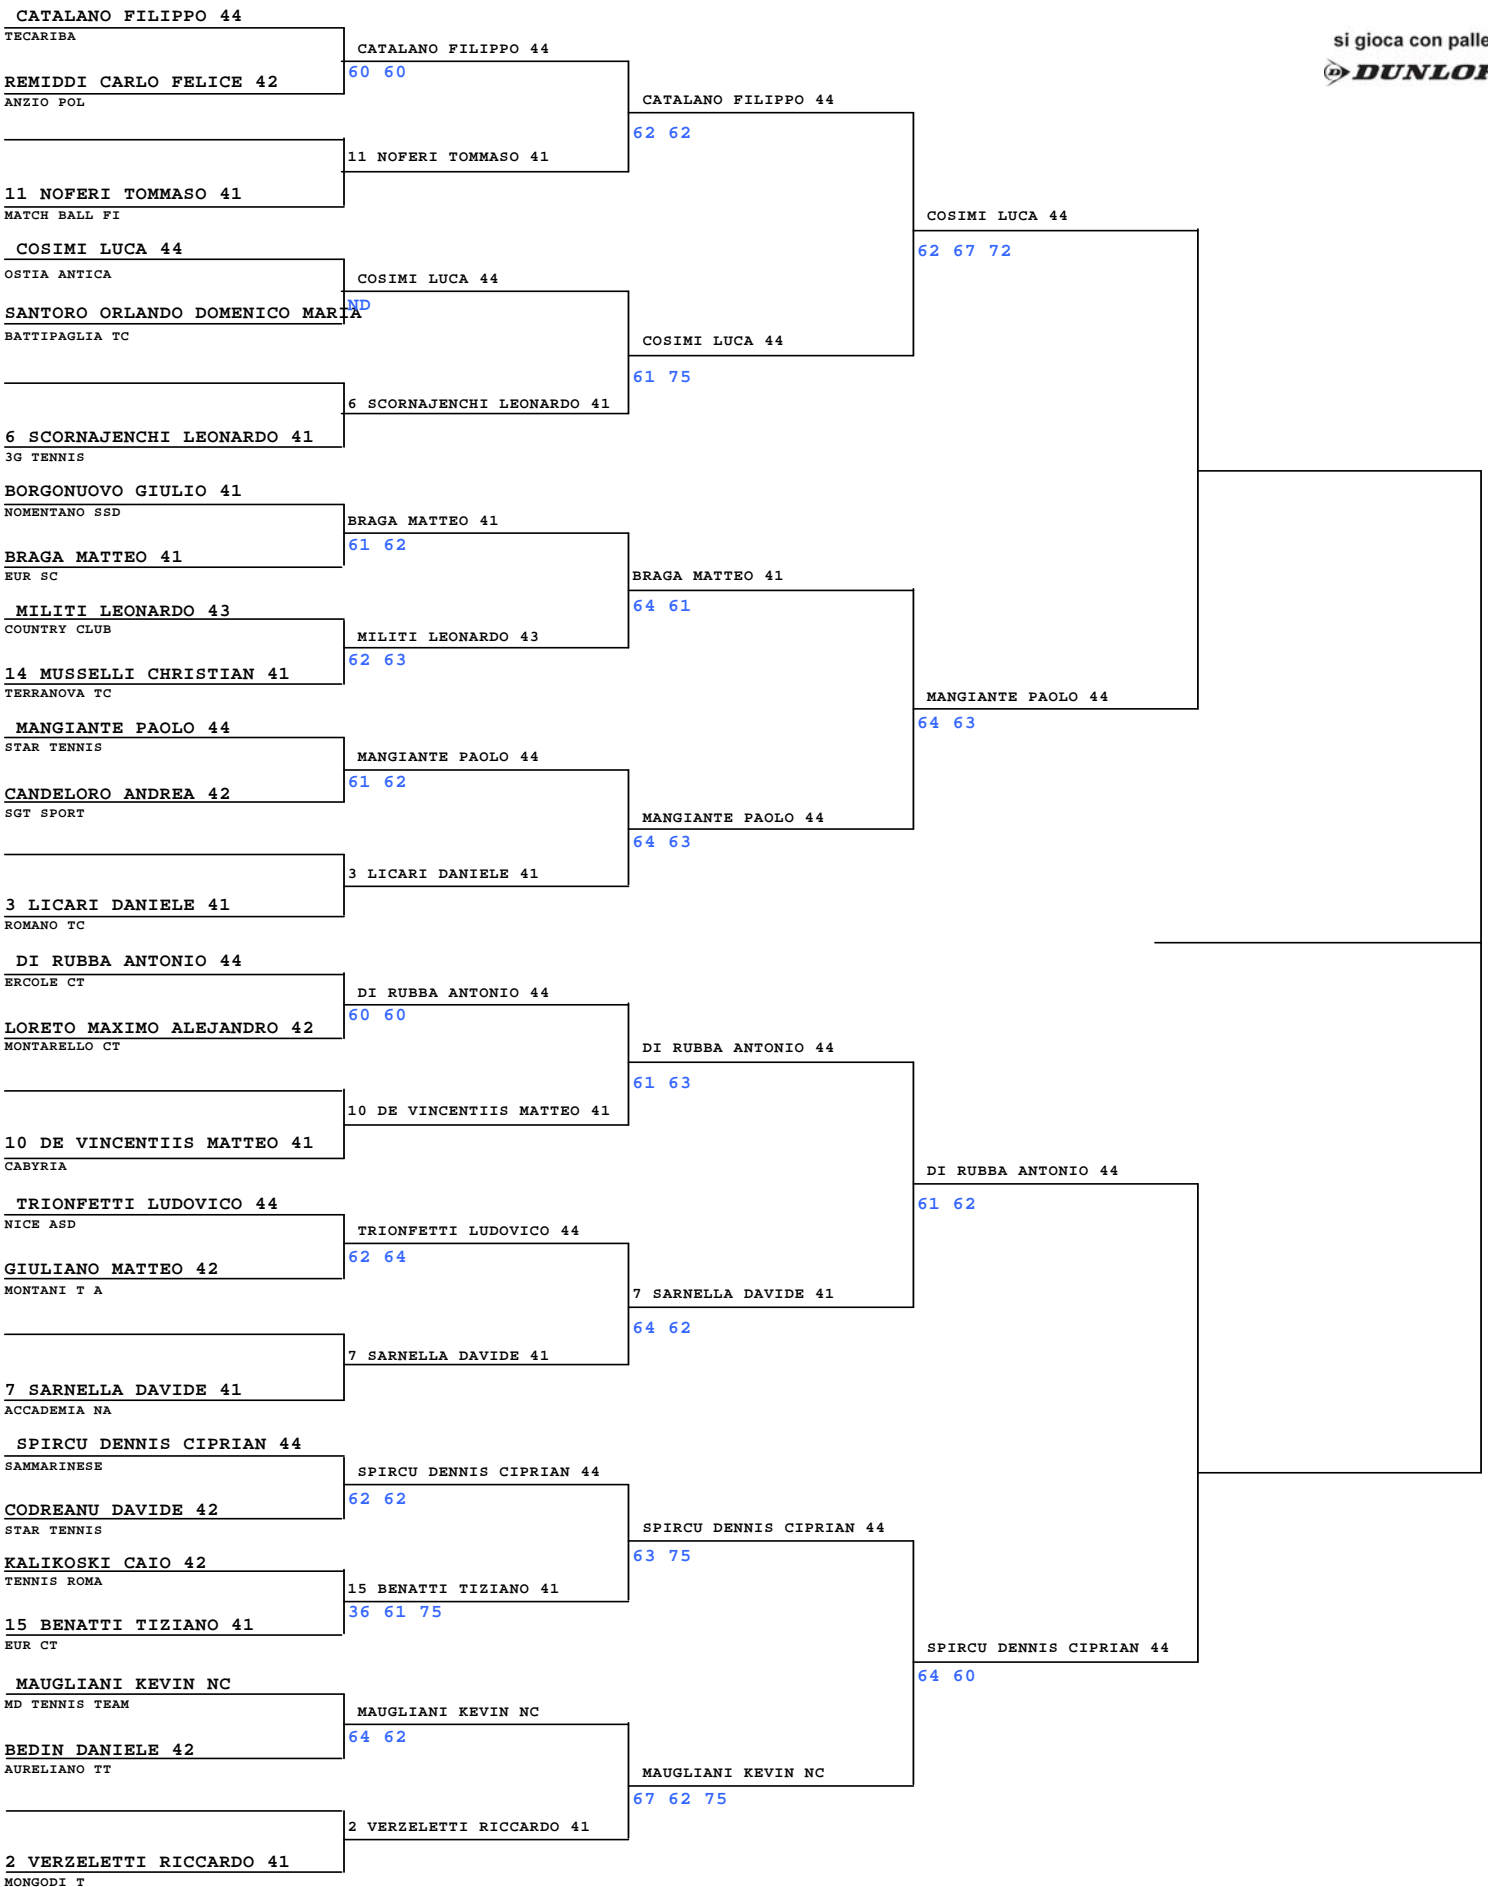 CATALANO FILIPPO 44
TECARIBA
REMIDDI CARLO FELICE 42
ANZIO POL
11 NOFERI TOMMASO 41
MATCH BALL FI
COSIMI LUCA 44
OSTIA ANTICA
SANTORO ORLANDO DOMENICO MARIA
BATTIPAGLIA TC
6 SCORNAJENCHI LEONARDO 41
3G TENNIS
BORGONUOVO GIULIO 41
NOMENTANO SSD
BRAGA MATTEO 41
EUR SC
MILITI LEONARDO 43
COUNTRY CLUB
14 MUSSELLI CHRISTIAN 41
TERRANOVA TC
MANGIANTE PAOLO 44
STAR TENNIS
CANDELORO ANDREA 42
SGT SPORT
3 LICARI DANIELE 41
ROMANO TC
DI RUBBA ANTONIO 44
ERCOLE CT
LORETO MAXIMO ALEJANDRO 42
MONTARELLO CT
10 DE VINCENTIIS MATTEO 41
CABYRIA
TRIONFETTI LUDOVICO 44
NICE ASD
GIULIANO MATTEO 42
MONTANI T A
7 SARNELLA DAVIDE 41
ACCADEMIA NA
SPIRCU DENNIS CIPRIAN 44
SAMMARINESE
CODREANU DAVIDE 42
STAR TENNIS
KALIKOSKI CAIO 42
TENNIS ROMA
15 BENATTI TIZIANO 41
EUR CT
MAUGLIANI KEVIN NC
MD TENNIS TEAM
BEDIN DANIELE 42
AURELIANO TT
2 VERZELETTI RICCARDO 41
MONGODI T
CATALANO FILIPPO 44
60 60
11 NOFERI TOMMASO 41
COSIMI LUCA 44
ND
6 SCORNAJENCHI LEONARDO 41
BRAGA MATTEO 41
61 62
MILITI LEONARDO 43
62 63
MANGIANTE PAOLO 44
61 62
3 LICARI DANIELE 41
DI RUBBA ANTONIO 44
60 60
10 DE VINCENTIIS MATTEO 41
TRIONFETTI LUDOVICO 44
62 64
7 SARNELLA DAVIDE 41
SPIRCU DENNIS CIPRIAN 44
62 62
15 BENATTI TIZIANO 41
36 61 75
MAUGLIANI KEVIN NC
64 62
2 VERZELETTI RICCARDO 41
CATALANO FILIPPO 44
62 62
COSIMI LUCA 44
61 75
BRAGA MATTEO 41
64 61
MANGIANTE PAOLO 44
64 63
DI RUBBA ANTONIO 44
61 63
7 SARNELLA DAVIDE 41
64 62
SPIRCU DENNIS CIPRIAN 44
63 75
MAUGLIANI KEVIN NC
67 62 75
COSIMI LUCA 44
62 67 72
MANGIANTE PAOLO 44
64 63
DI RUBBA ANTONIO 44
61 62
SPIRCU DENNIS CIPRIAN 44
64 60
si gioca con palle
DUNLOP